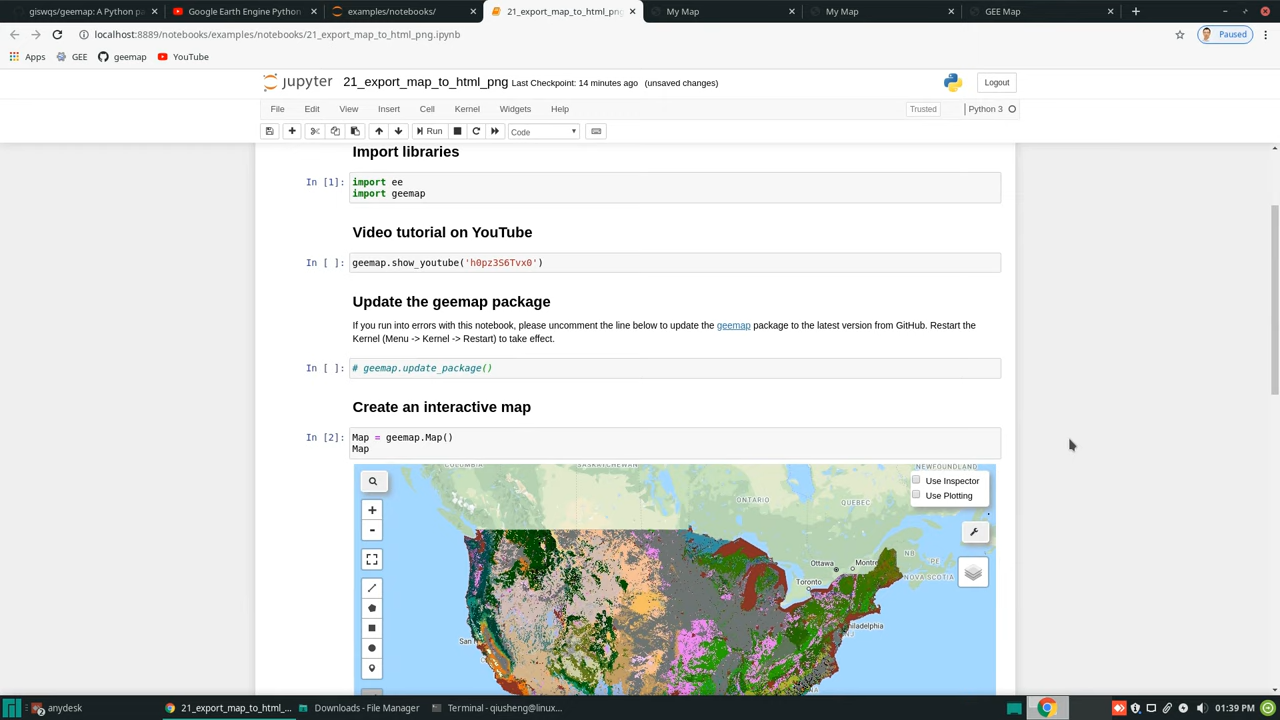 giswqs/geemap: A Python pa
Google Earth Engine Python
examples/notebooks/
21_export_map_to_html_png
My Map
My Map
GEE Map
localhost:8889/notebooks/examples/notebooks/21_export_map_to_html_png.ipynb
Paused
Apps
GEE
geemap
YouTube
jupyter
21_export_map_to_html_png Last Checkpoint: 14 minutes ago (unsaved changes)
Logout
File
Edit
View
Insert
Cell
Kernel
Widgets
Help
Trusted
Python 3
Run
Code
Import libraries
In [1]:
import ee
import geemap
Video tutorial on YouTube
In [ ]:
geemap.show_youtube('h0pz3S6Tvx0')
Update the geemap package
If you run into errors with this notebook, please uncomment the line below to update the geemap package to the latest version from GitHub. Restart the
Kernel (Menu -> Kernel -> Restart) to take effect.
In [ ]:
# geemap.update_package()
Create an interactive map
In [2]:
Map = geemap.Map()
Map
COLUMBIA
SASKATCHEWAN
NEWFOUNDLAND
Use Inspector
Use Plotting
ONTARIO
QUEBEC
+
-
Ottawa
Montre
NB
PE
NOVA SCOTIA
Toronto
hiladelphia
San
anydesk
21_export_map_to_html_...
Downloads - File Manager
Terminal - qiusheng@linux...
01:39 PM